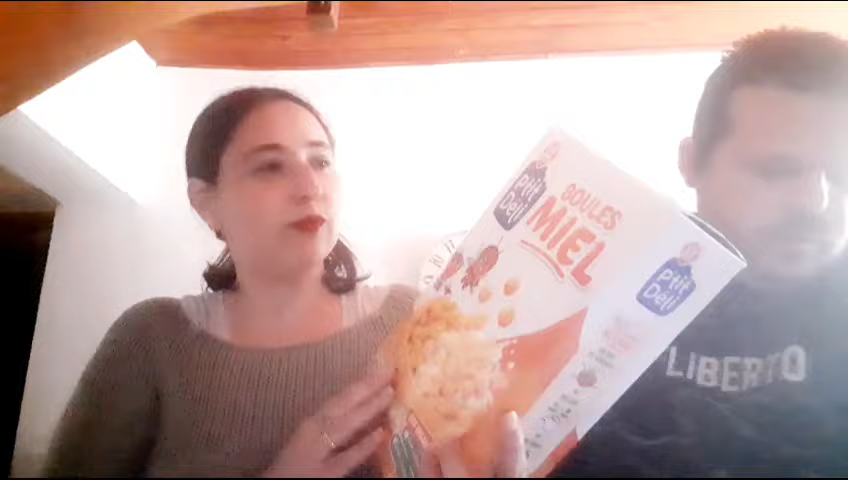 P'tit
Déli
BOULES
MIEL
P'tit
Déli
LIBERTO